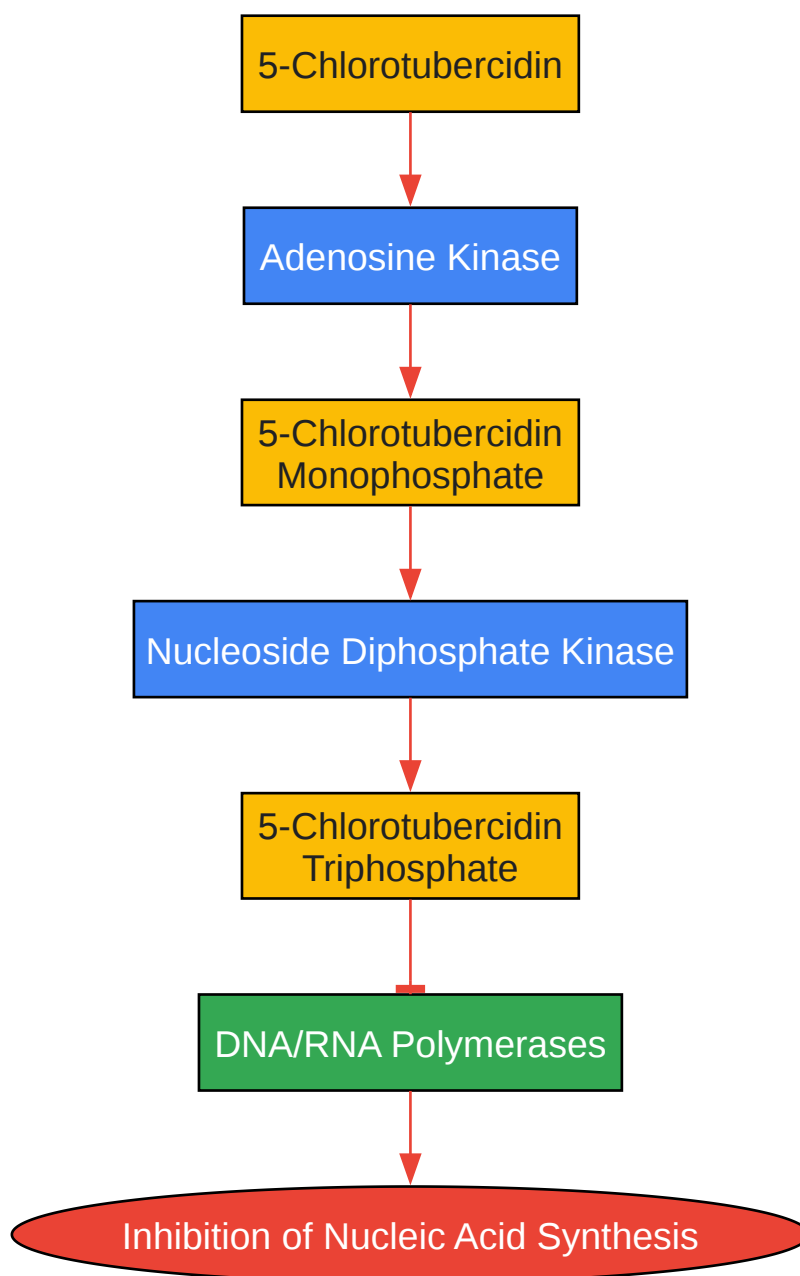 5-Chlorotubercidin
Adenosine Kinase
5-Chlorotubercidin
Monophosphate
Nucleoside Diphosphate Kinase
5-Chlorotubercidin
Triphosphate
DNA/RNA Polymerases
Inhibition of Nucleic Acid Synthesis